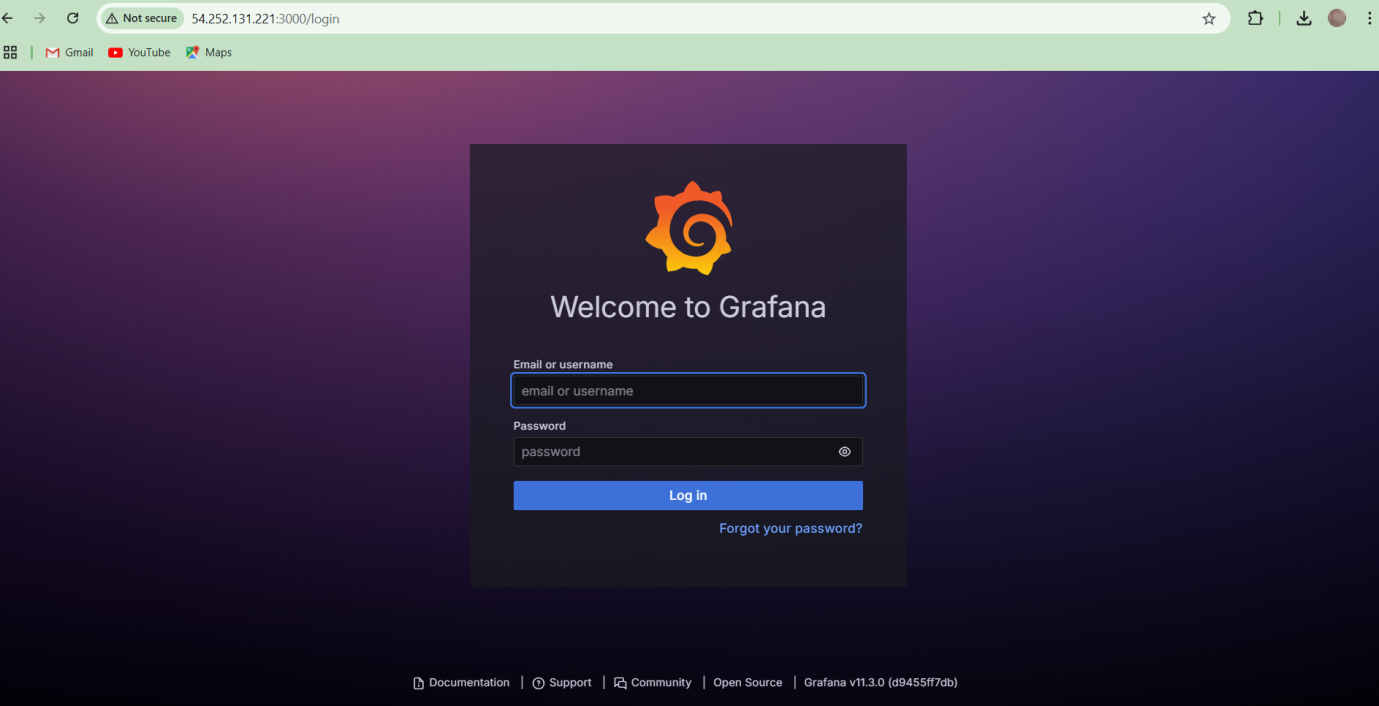 Not secure 54.252.131.221:3000/login
Gmail YouTube Maps
Welcome to Grafana
Email or username
email or username
Password
password
Log in
Forgot your password?
Documentation | Support | Community | Open Source | Grafana v11.3.0 (d9455ff7db)